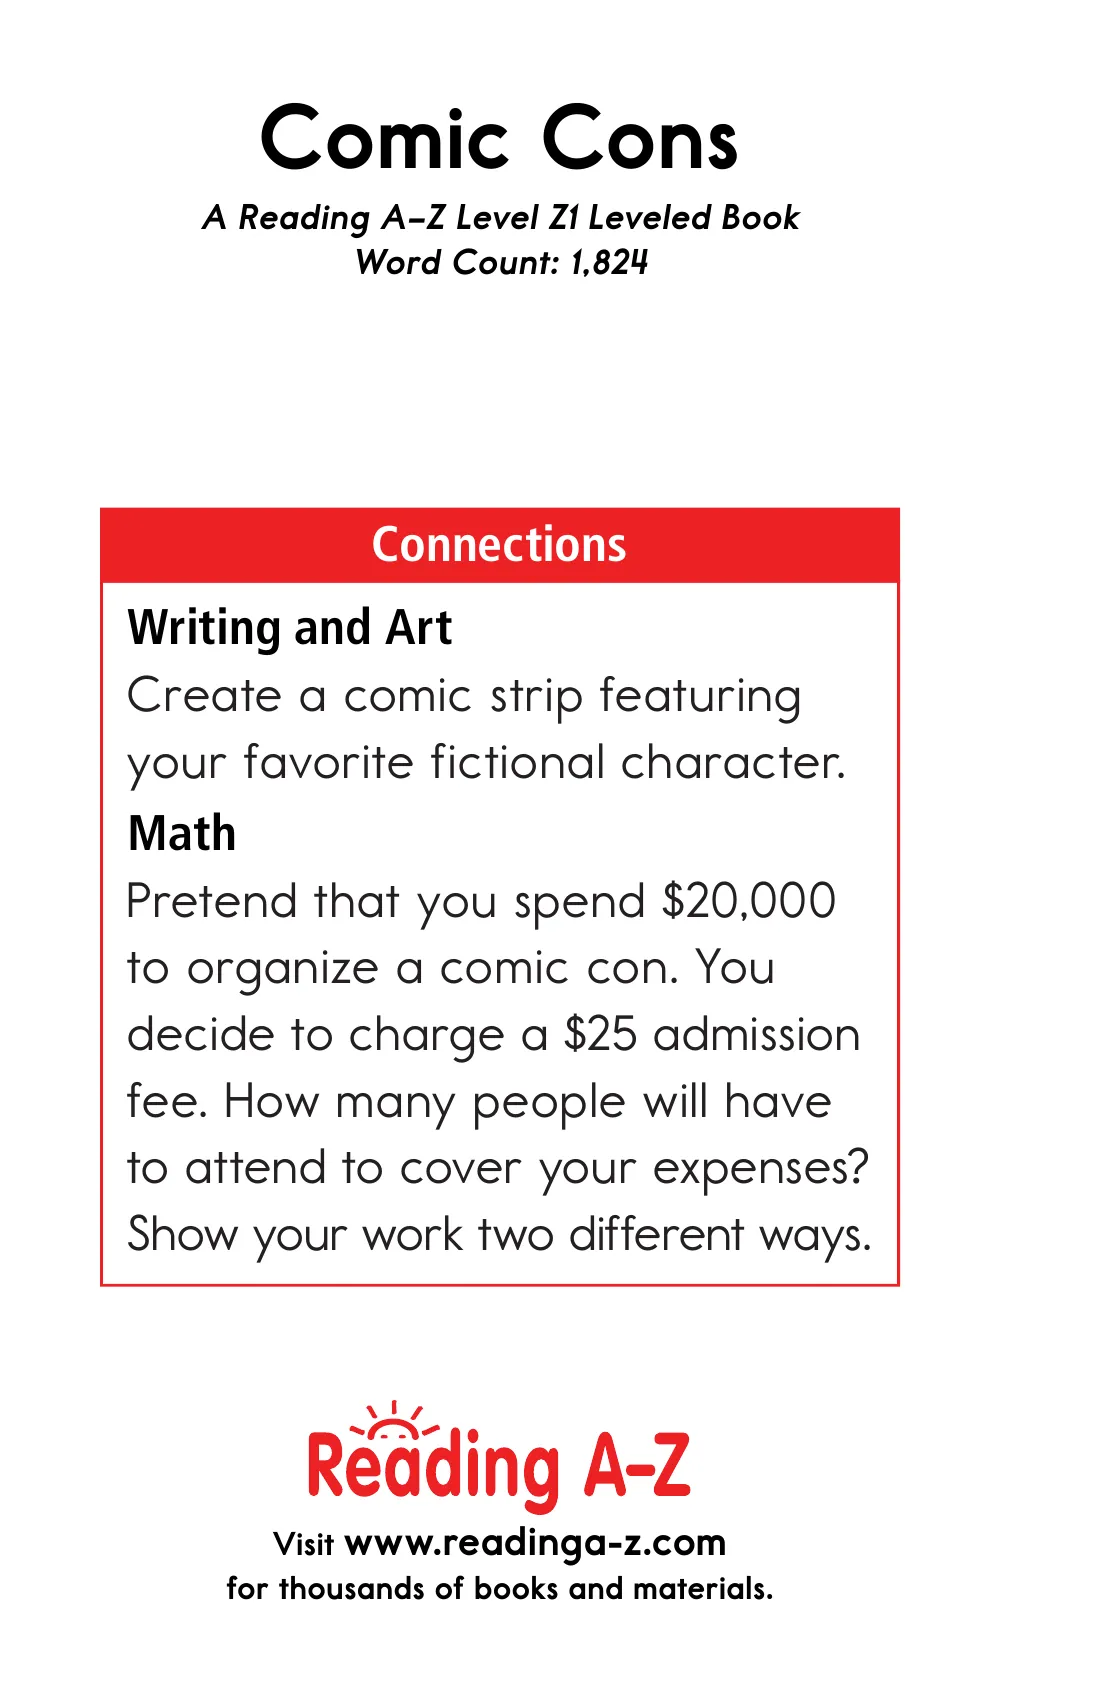 Comic Cons
A Reading A–Z Level Z1 Leveled Book
Word Count: 1,824
Connections
Writing and Art
Create a comic strip featuring
your favorite fictional character.
Math
Pretend that you spend $20,000
to organize a comic con. You
decide to charge a $25 admission
fee. How many people will have
to attend to cover your expenses?
Show your work two different ways.
Reading A–Z
Visit www.readinga-z.com
for thousands of books and materials.